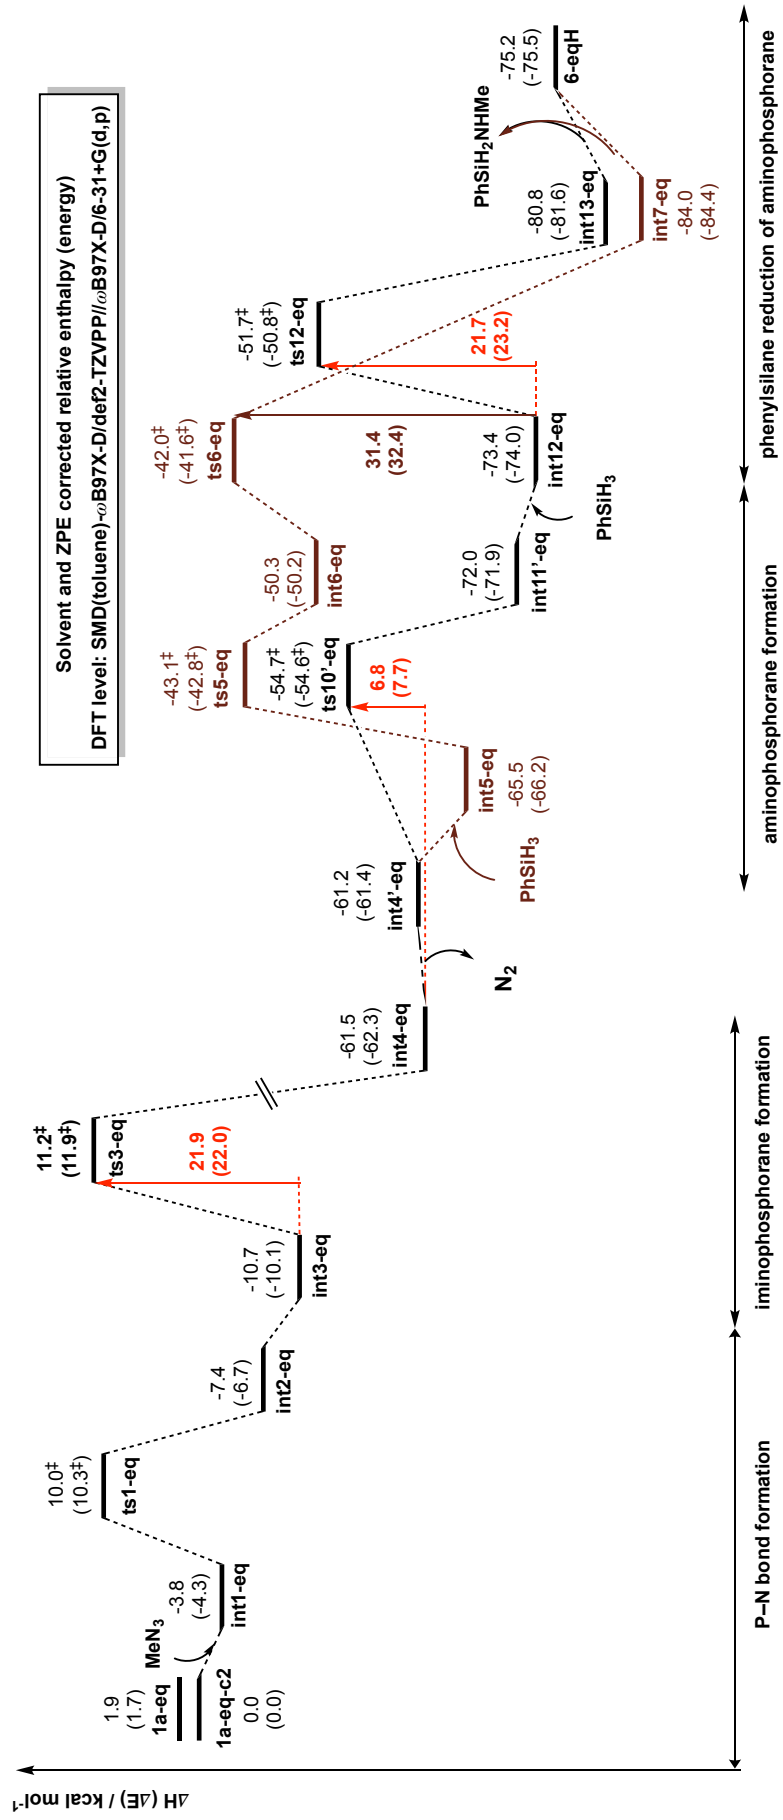 Solvent and ZPE corrected relative enthalpy (energy)
DFT level: SMD(toluene)-ωB97X-D/def2-TZVPP//ωB97X-D/6-31+G(d,p)
ΔH (ΔE) / kcal mol⁻¹
1.9
(1.7)
1a-eq
1a-eq-c2
0.0
(0.0)
MeN₃
-3.8
(-4.3)
int1-eq
10.0‡
(10.3‡)
ts1-eq
-7.4
(-6.7)
int2-eq
-10.7
(-10.1)
int3-eq
11.2‡
(11.9‡)
ts3-eq
21.9
(22.0)
-61.5
(-62.3)
int4-eq
N₂
-61.2
(-61.4)
int4'-eq
PhSiH₃
int5-eq
-65.5
(-66.2)
-43.1‡
(-42.8‡)
ts5-eq
-54.7‡
(-54.6‡)
ts10'-eq
6.8
(7.7)
-50.3
(-50.2)
int6-eq
-72.0
(-71.9)
int11'-eq
PhSiH₃
-42.0‡
(-41.6‡)
ts6-eq
31.4
(32.4)
-73.4
(-74.0)
int12-eq
-51.7‡
(-50.8‡)
ts12-eq
21.7
(23.2)
-80.8
(-81.6)
int13-eq
int7-eq
-84.0
(-84.4)
PhSiH₂NHMe
-75.2
(-75.5)
6-eqH
P–N bond formation
iminophosphorane formation
aminophosphorane formation
phenylsilane reduction of aminophosphorane